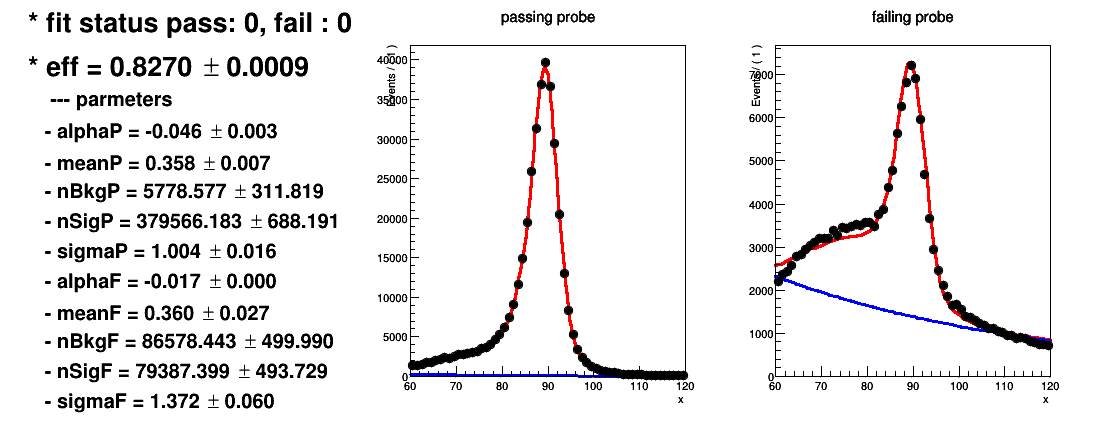 * fit status pass: 0, fail : 0
* eff = 0.8270 ± 0.0009
--- parmeters
- alphaP = -0.046 ± 0.003
- meanP = 0.358 ± 0.007
- nBkgP = 5778.577 ± 311.819
- nSigP = 379566.183 ± 688.191
- sigmaP = 1.004 ± 0.016
- alphaF = -0.017 ± 0.000
- meanF = 0.360 ± 0.027
- nBkgF = 86578.443 ± 499.990
- nSigF = 79387.399 ± 493.729
- sigmaF = 1.372 ± 0.060
passing probe
Events / ( 1 )
40000
35000
30000
25000
20000
15000
10000
5000
0
60 70 80 90 100 110 120
x
failing probe
Events / ( 1 )
7000
6000
5000
4000
3000
2000
1000
0
60 70 80 90 100 110 120
x